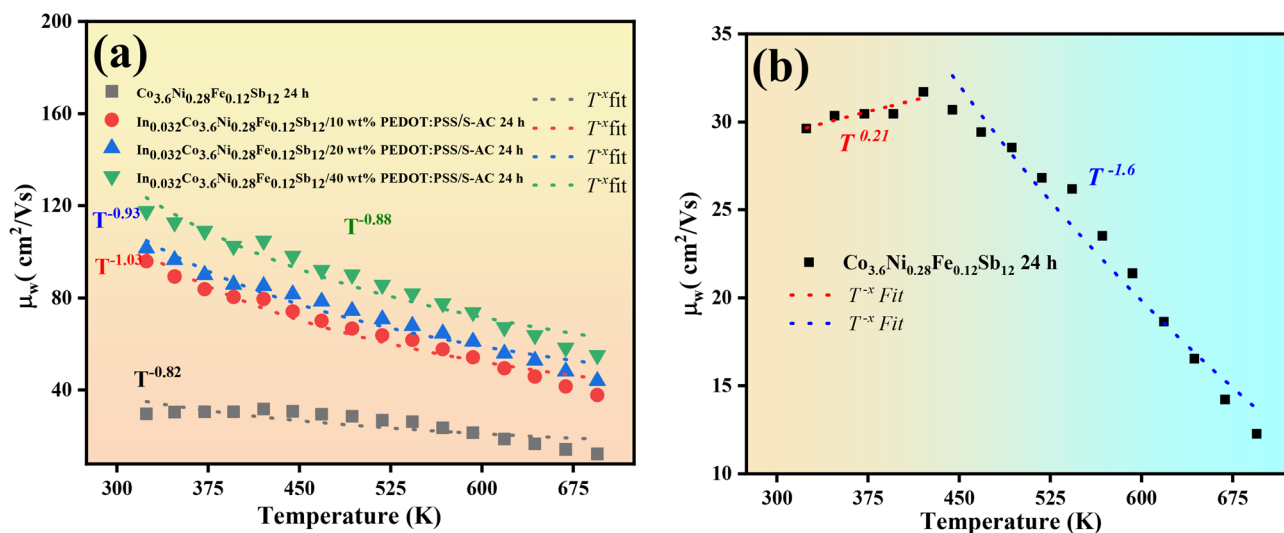 (a)
200
160
120
80
40
μw( cm²/Vs)
Co3.6Ni0.28Fe0.12Sb12 24 h
T-x fit
In0.032Co3.6Ni0.28Fe0.12Sb12/10 wt% PEDOT:PSS/S-AC 24 h
T-x fit
In0.032Co3.6Ni0.28Fe0.12Sb12/20 wt% PEDOT:PSS/S-AC 24 h
T-x fit
In0.032Co3.6Ni0.28Fe0.12Sb12/40 wt% PEDOT:PSS/S-AC 24 h
T-x fit
T-0.93
T-0.88
T-1.03
T-0.82
300 375 450 525 600 675
Temperature (K)
(b)
35
30
25
20
15
10
μw( cm²/Vs)
T 0.21
T -1.6
Co3.6Ni0.28Fe0.12Sb12 24 h
T-x Fit
T-x Fit
300 375 450 525 600 675
Temperature (K)